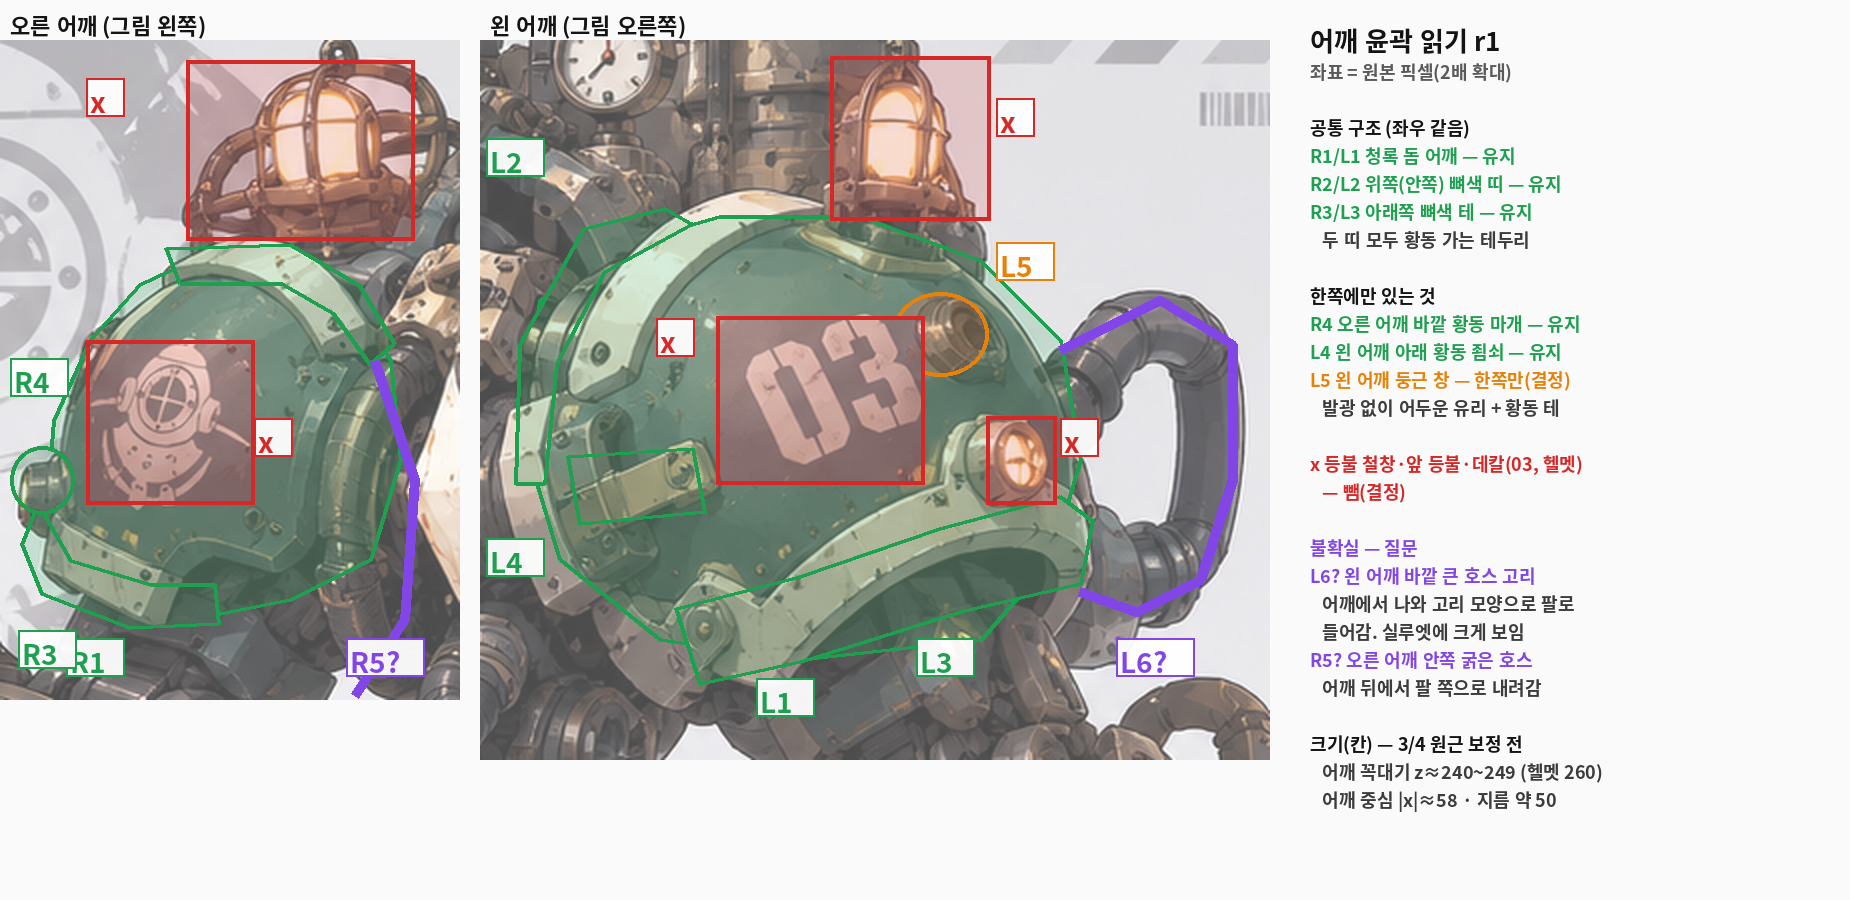 오른 어깨 (그림 왼쪽)
x
R4
x
R3
R1
R5?
왼 어깨 (그림 오른쪽)
x
L2
L5
x
03
x
L4
L3
L6?
L1
어깨 윤곽 읽기 r1
좌표 = 원본 픽셀(2배 확대)
공통 구조 (좌우 같음)
R1/L1 청록 돔 어깨 — 유지
R2/L2 위쪽(안쪽) 뼈색 띠 — 유지
R3/L3 아래쪽 뼈색 테 — 유지
두 띠 모두 황동 가는 테두리
한쪽에만 있는 것
R4 오른 어깨 바깥 황동 마개 — 유지
L4 왼 어깨 아래 황동 죔쇠 — 유지
L5 왼 어깨 둥근 창 — 한쪽만(결정)
발광 없이 어두운 유리 + 황동 테
x 등불 철창·앞 등불·데칼(03, 헬멧)
— 뺌(결정)
불확실 — 질문
L6? 왼 어깨 바깥 큰 호스 고리
어깨에서 나와 고리 모양으로 팔로
들어감. 실루엣에 크게 보임
R5? 오른 어깨 안쪽 굵은 호스
어깨 뒤에서 팔 쪽으로 내려감
크기(칸) — 3/4 원근 보정 전
어깨 꼭대기 z≈240~249 (헬멧 260)
어깨 중심 |x|≈58 · 지름 약 50